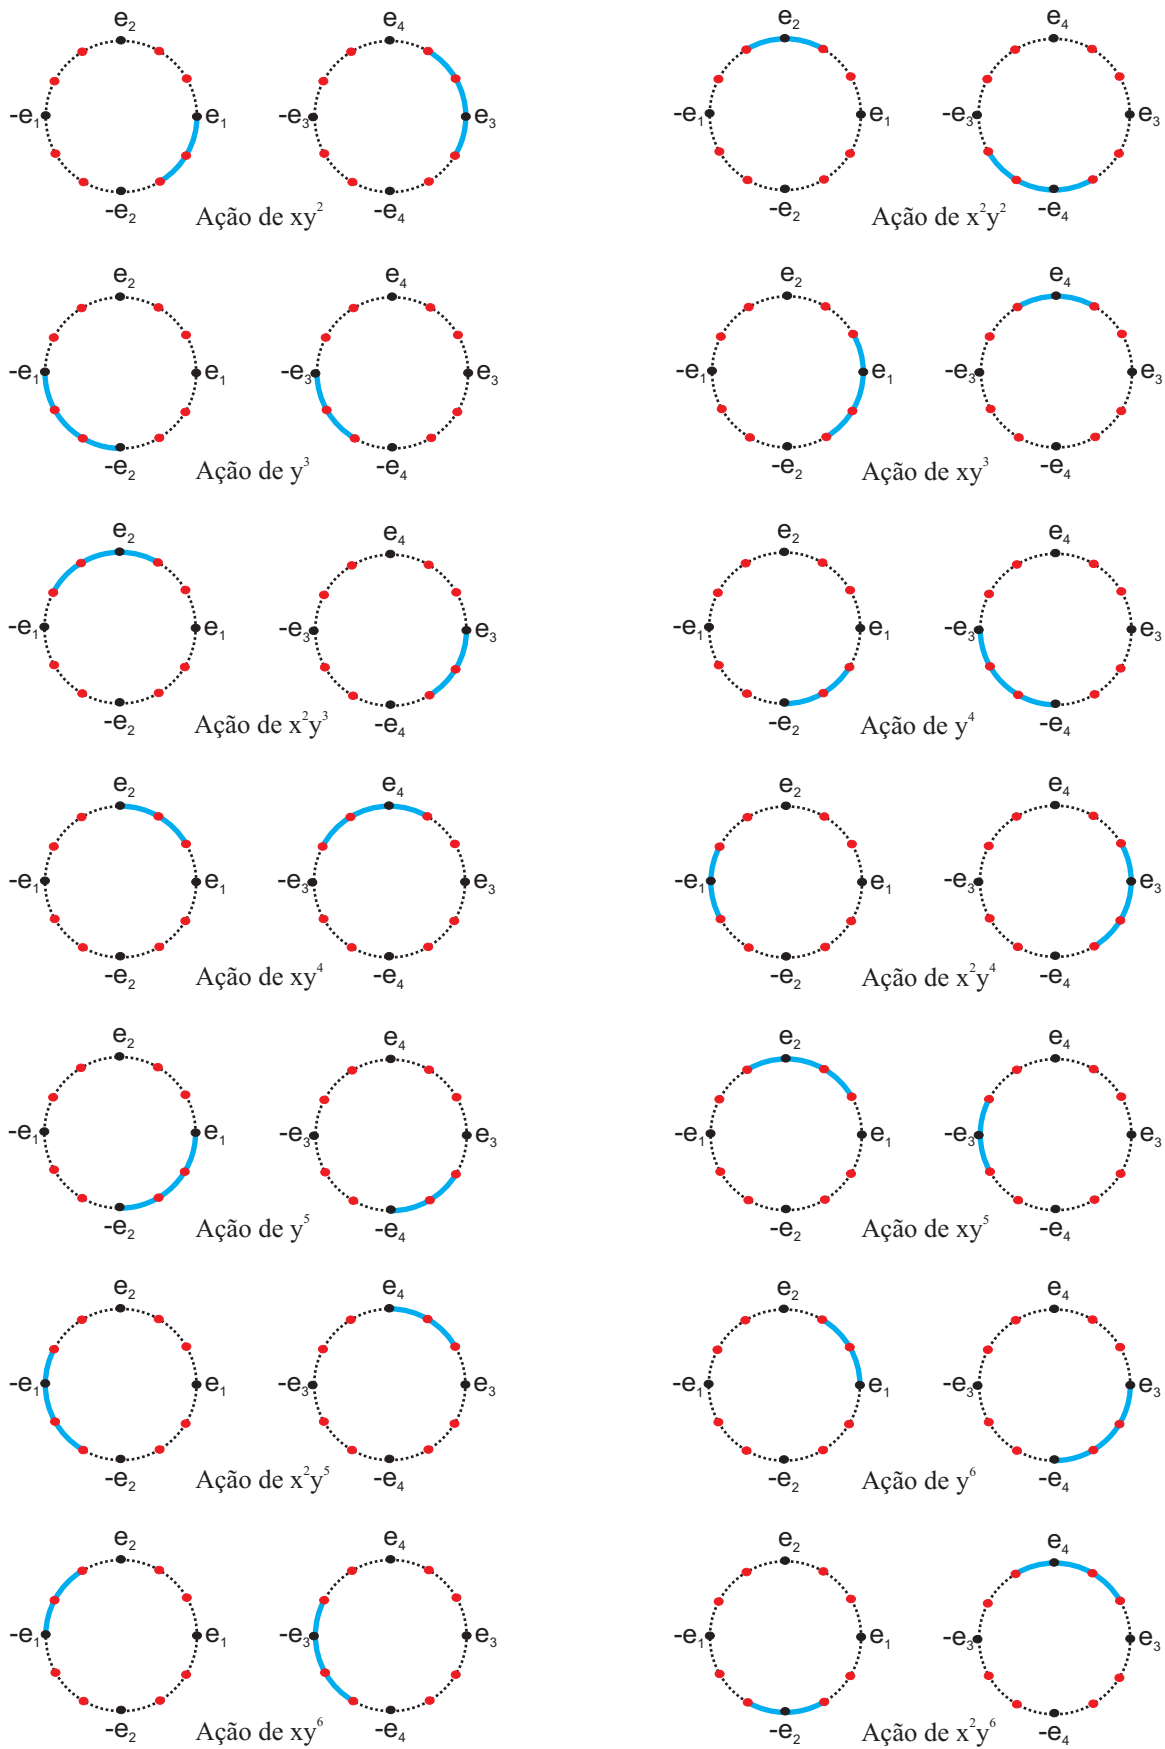 e₂ e₄ e₂ e₄
-e₁ e₁ -e₃ e₃ -e₁ e₁ -e₃ e₃
-e₂ -e₄ -e₂ -e₄
Ação de xy² Ação de x²y²
e₂ e₄ e₂ e₄
-e₁ e₁ -e₃ e₃ -e₁ e₁ -e₃ e₃
-e₂ -e₄ -e₂ -e₄
Ação de y³ Ação de xy³
e₂ e₄ e₂ e₄
-e₁ e₁ -e₃ e₃ -e₁ e₁ -e₃ e₃
-e₂ -e₄ -e₂ -e₄
Ação de x²y³ Ação de y⁴
e₂ e₄ e₂ e₄
-e₁ e₁ -e₃ e₃ -e₁ e₁ -e₃ e₃
-e₂ -e₄ -e₂ -e₄
Ação de xy⁴ Ação de x²y⁴
e₂ e₄ e₂ e₄
-e₁ e₁ -e₃ e₃ -e₁ e₁ -e₃ e₃
-e₂ -e₄ -e₂ -e₄
Ação de y⁵ Ação de xy⁵
e₂ e₄ e₂ e₄
-e₁ e₁ -e₃ e₃ -e₁ e₁ -e₃ e₃
-e₂ -e₄ -e₂ -e₄
Ação de x²y⁵ Ação de y⁶
e₂ e₄ e₂ e₄
-e₁ e₁ -e₃ e₃ -e₁ e₁ -e₃ e₃
-e₂ -e₄ -e₂ -e₄
Ação de xy⁶ Ação de x²y⁶